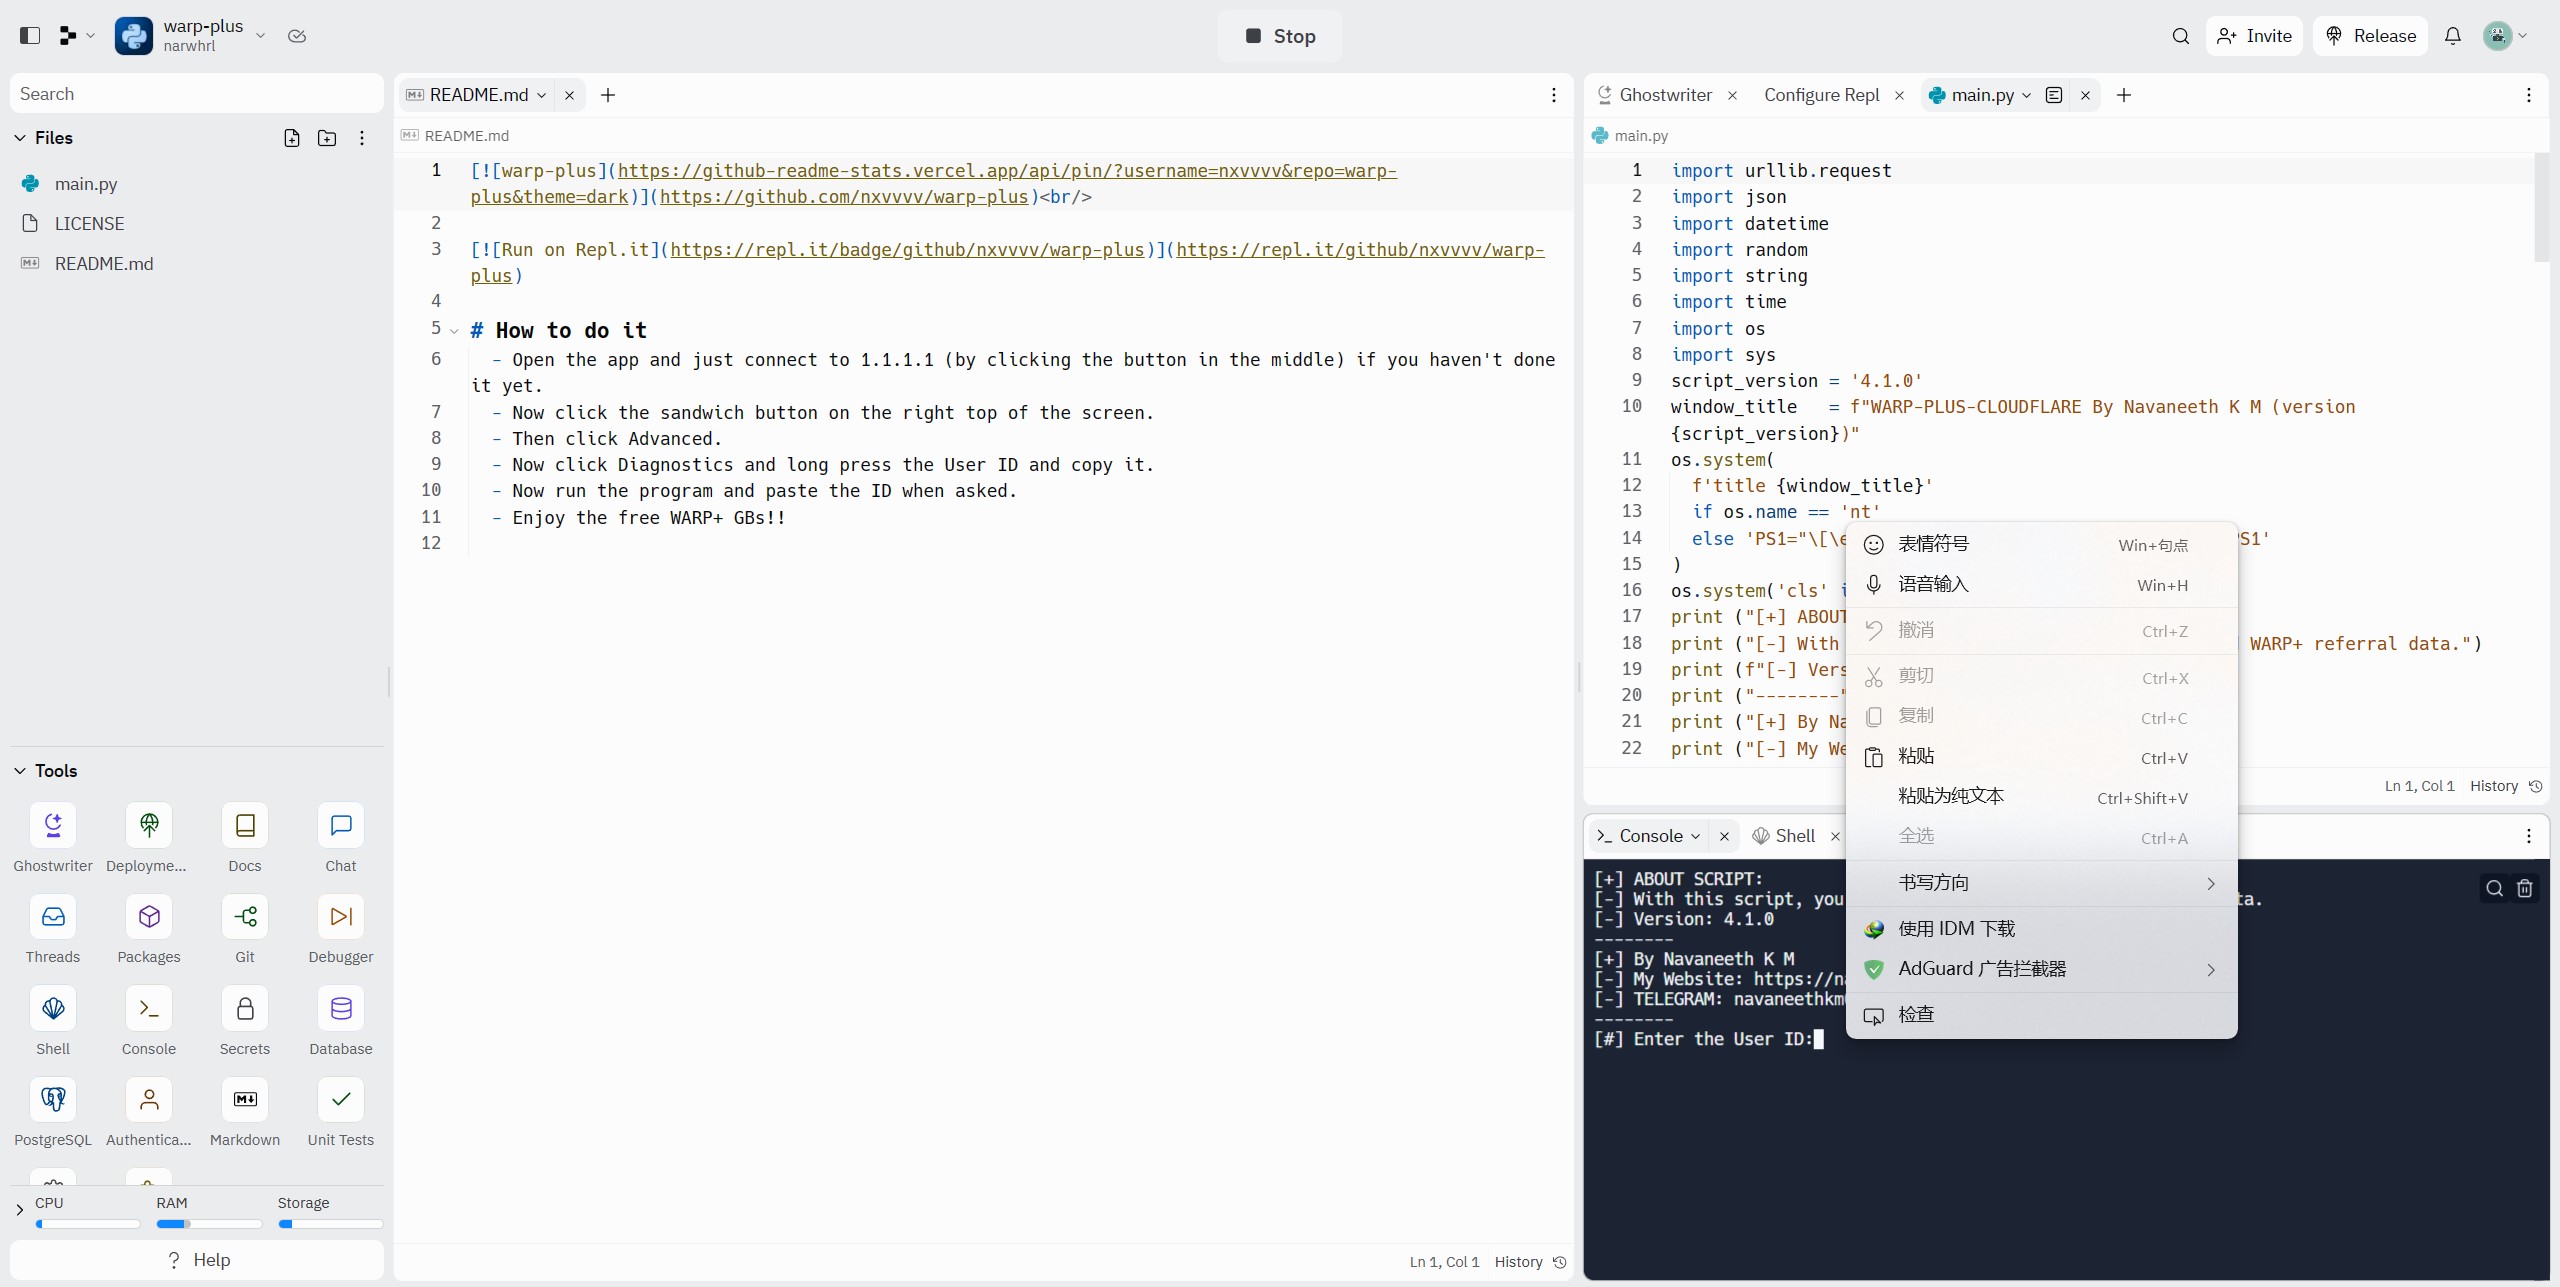 warp-plus
narwhrl
Stop
Invite
Release
Search
Files
main.py
LICENSE
README.md
Tools
Ghostwriter
Deployme...
Docs
Chat
Threads
Packages
Git
Debugger
Shell
Console
Secrets
Database
PostgreSQL
Authentica...
Markdown
Unit Tests
CPU
RAM
Storage
? Help
README.md
README.md
1 [![warp-plus](https://github-readme-stats.vercel.app/api/pin/?username=nxvvvv&repo=warp-
plus&theme=dark)](https://github.com/nxvvvv/warp-plus)<br/>
2
3 [![Run on Repl.it](https://repl.it/badge/github/nxvvvv/warp-plus)](https://repl.it/github/nxvvvv/warp-
plus)
4
5 # How to do it
6 - Open the app and just connect to 1.1.1.1 (by clicking the button in the middle) if you haven't done
it yet.
7 - Now click the sandwich button on the right top of the screen.
8 - Then click Advanced.
9 - Now click Diagnostics and long press the User ID and copy it.
10 - Now run the program and paste the ID when asked.
11 - Enjoy the free WARP+ GBs!!
12
Ln 1, Col 1 History
Ghostwriter
Configure Repl
main.py
main.py
1 import urllib.request
2 import json
3 import datetime
4 import random
5 import string
6 import time
7 import os
8 import sys
9 script_version = '4.1.0'
10 window_title   = f"WARP-PLUS-CLOUDFLARE By Navaneeth K M (version
{script_version})"
11 os.system(
12 f'title {window_title}'
13 if os.name == 'nt'
14 else 'PS1="\[\e S1'
15 )
16 os.system('cls' i
17 print ("[+] ABOUT
18 print ("[-] With WARP+ referral data.")
19 print (f"[-] Vers
20 print ("--------"
21 print ("[+] By Na
22 print ("[-] My We
Ln 1, Col 1 History
表情符号 Win+句点
语音输入 Win+H
撤消 Ctrl+Z
剪切 Ctrl+X
复制 Ctrl+C
粘贴 Ctrl+V
粘贴为纯文本 Ctrl+Shift+V
全选 Ctrl+A
书写方向
使用 IDM 下载
AdGuard 广告拦截器
检查
Console
Shell
[+] ABOUT SCRIPT:
[-] With this script, you ta.
[-] Version: 4.1.0
--------
[+] By Navaneeth K M
[-] My Website: https://na
[-] TELEGRAM: navaneethkm
--------
[#] Enter the User ID: